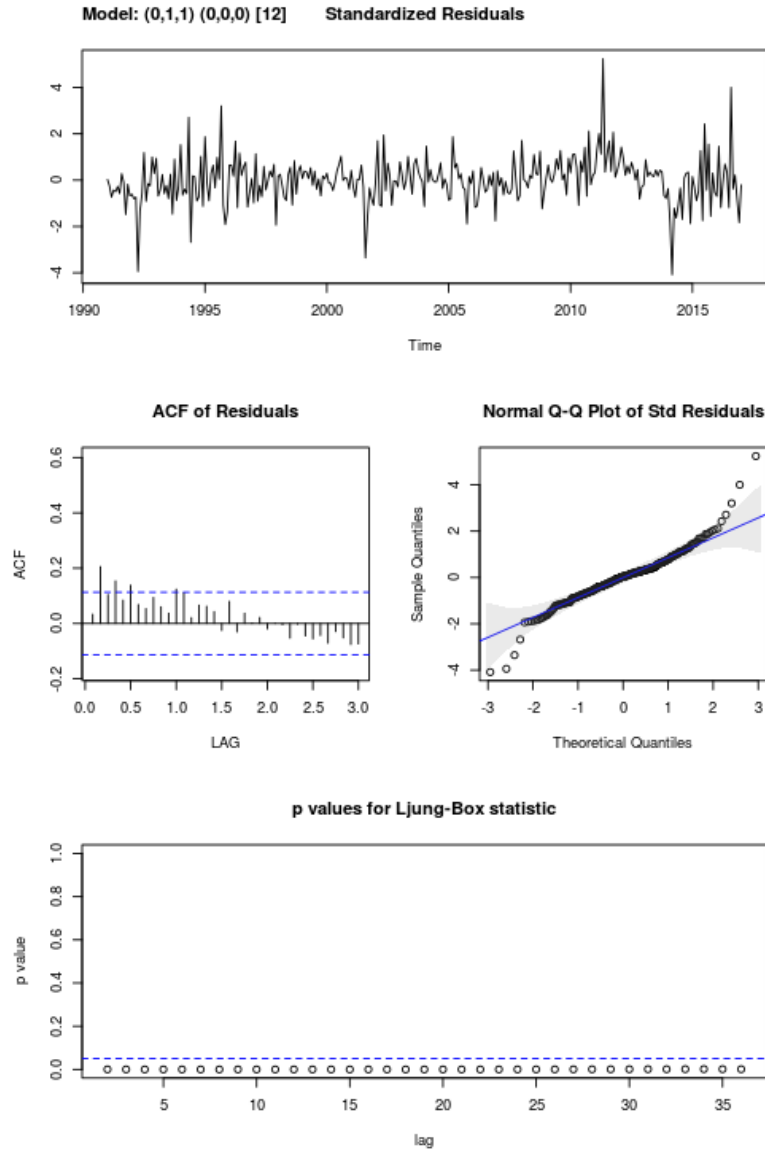 Model: (0,1,1) (0,0,0) [12] Standardized Residuals
4
2
0
-2
-4
1990 1995 2000 2005 2010 2015
Time
ACF of Residuals
ACF
0.6
0.4
0.2
0.0
-0.2
0.0 0.5 1.0 1.5 2.0 2.5 3.0
LAG
Normal Q-Q Plot of Std Residuals
Sample Quantiles
4
2
0
-2
-4
-3 -2 -1 0 1 2 3
Theoretical Quantiles
p values for Ljung-Box statistic
p value
1.0
0.8
0.6
0.4
0.2
0.0
5 10 15 20 25 30 35
lag